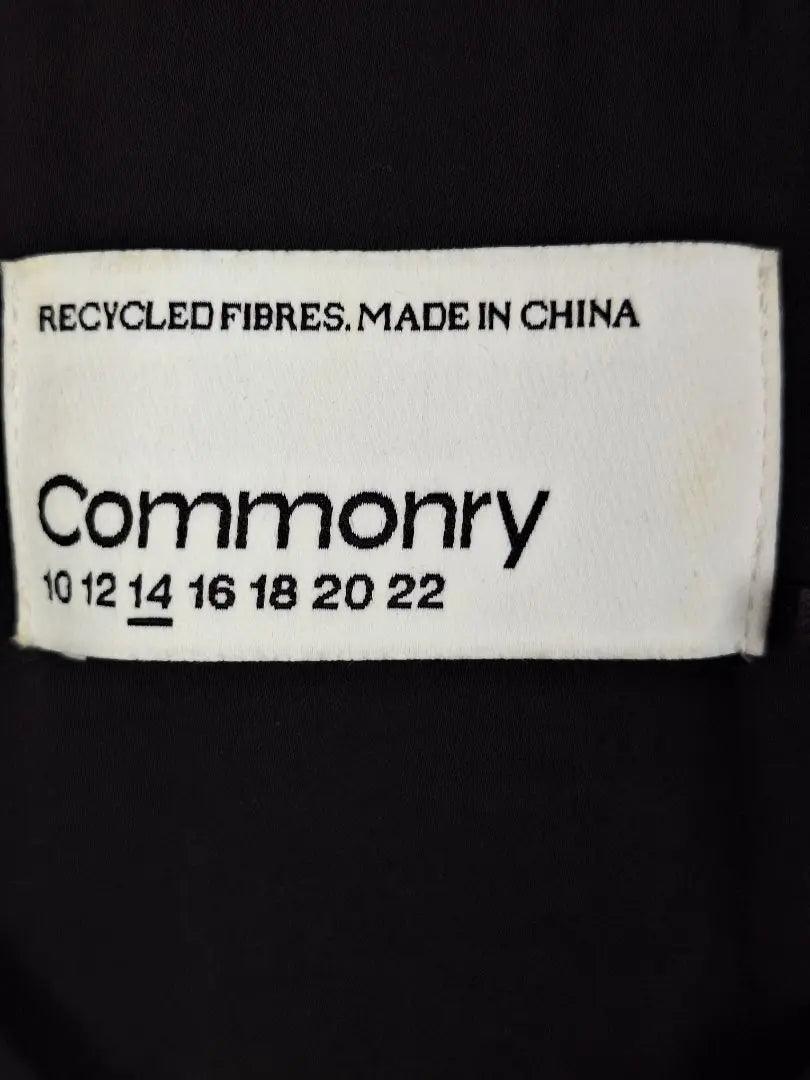 RECYCLED FIBRES. MADE IN CHINA
Commonry
10 12 14 16 18 20 22